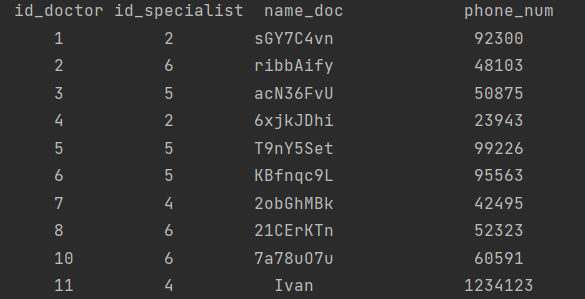 id_doctor id_specialist name_doc phone_num
1 2 sGY7C4vn 92300
2 6 ribbAify 48103
3 5 acN36FvU 50875
4 2 6xjkJDhi 23943
5 5 T9nY5Set 99226
6 5 KBfnqc9L 95563
7 4 2obGhMBk 42495
8 6 21CErKTn 52323
10 6 7a78uO7u 60591
11 4 Ivan 1234123